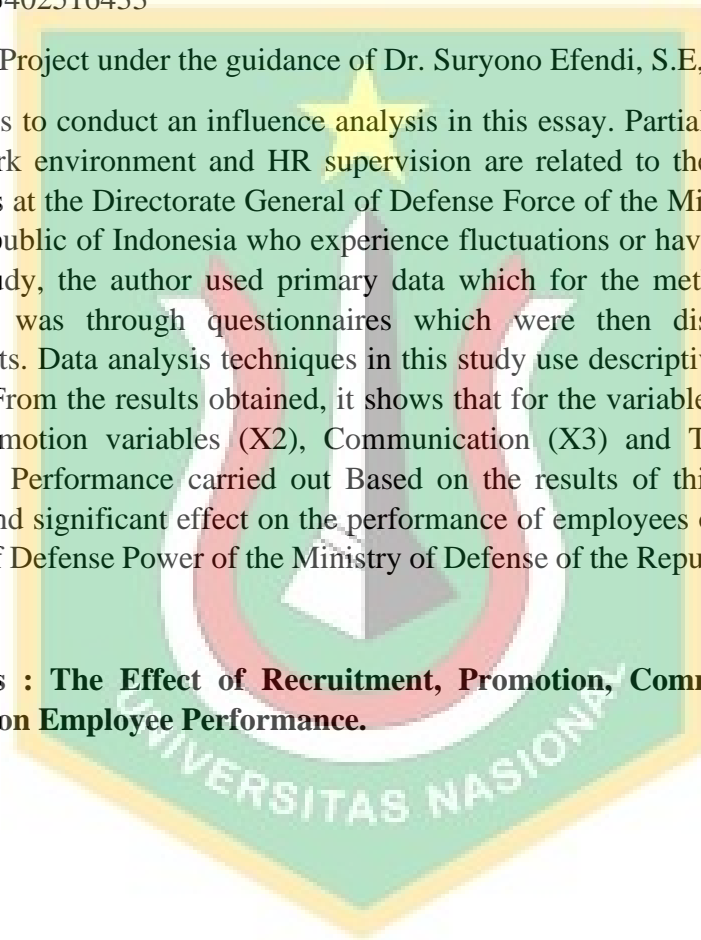 Project under the guidance of Dr. Suryono Efendi, S.E,
s to conduct an influence analysis in this essay. Partial
environment and HR supervision are related to the
at the Directorate General of Defense Force of the Mi
public of Indonesia who experience fluctuations or hav
udy, the author used primary data which for the met
was through questionnaires which were then dis
ts. Data analysis techniques in this study use descriptiv
From the results obtained, it shows that for the variable
motion variables (X2), Communication (X3) and T
Performance carried out Based on the results of thi
nd significant effect on the performance of employees
f Defense Power of the Ministry of Defense of the Repu
s : The Effect of Recruitment, Promotion, Comm
on Employee Performance.
UNIVERSITAS NASIONAL